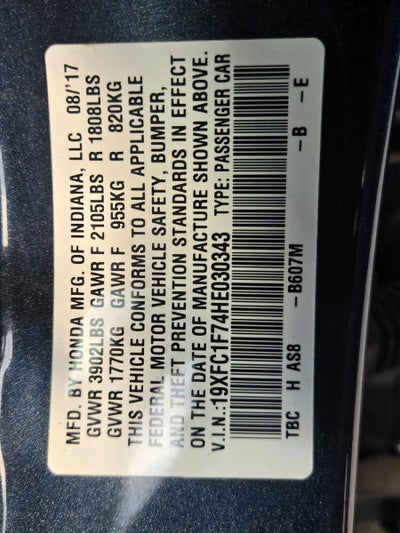 MFD. BY HONDA MFG. OF INDIANA, LLC 08/'17
GVWR 3902LBS GAWR F 2105LBS R 1808LBS
GVWR 1770KG GAWR F 955KG R 820KG
THIS VEHICLE CONFORMS TO ALL APPLICABLE
FEDERAL MOTOR VEHICLE SAFETY, BUMPER,
AND THEFT PREVENTION STANDARDS IN EFFECT
ON THE DATE OF MANUFACTURE SHOWN ABOVE.
V.I.N.:19XFC1F74HE030343 TYPE: PASSENGER CAR
TBC H AS8 -B607M -B -E